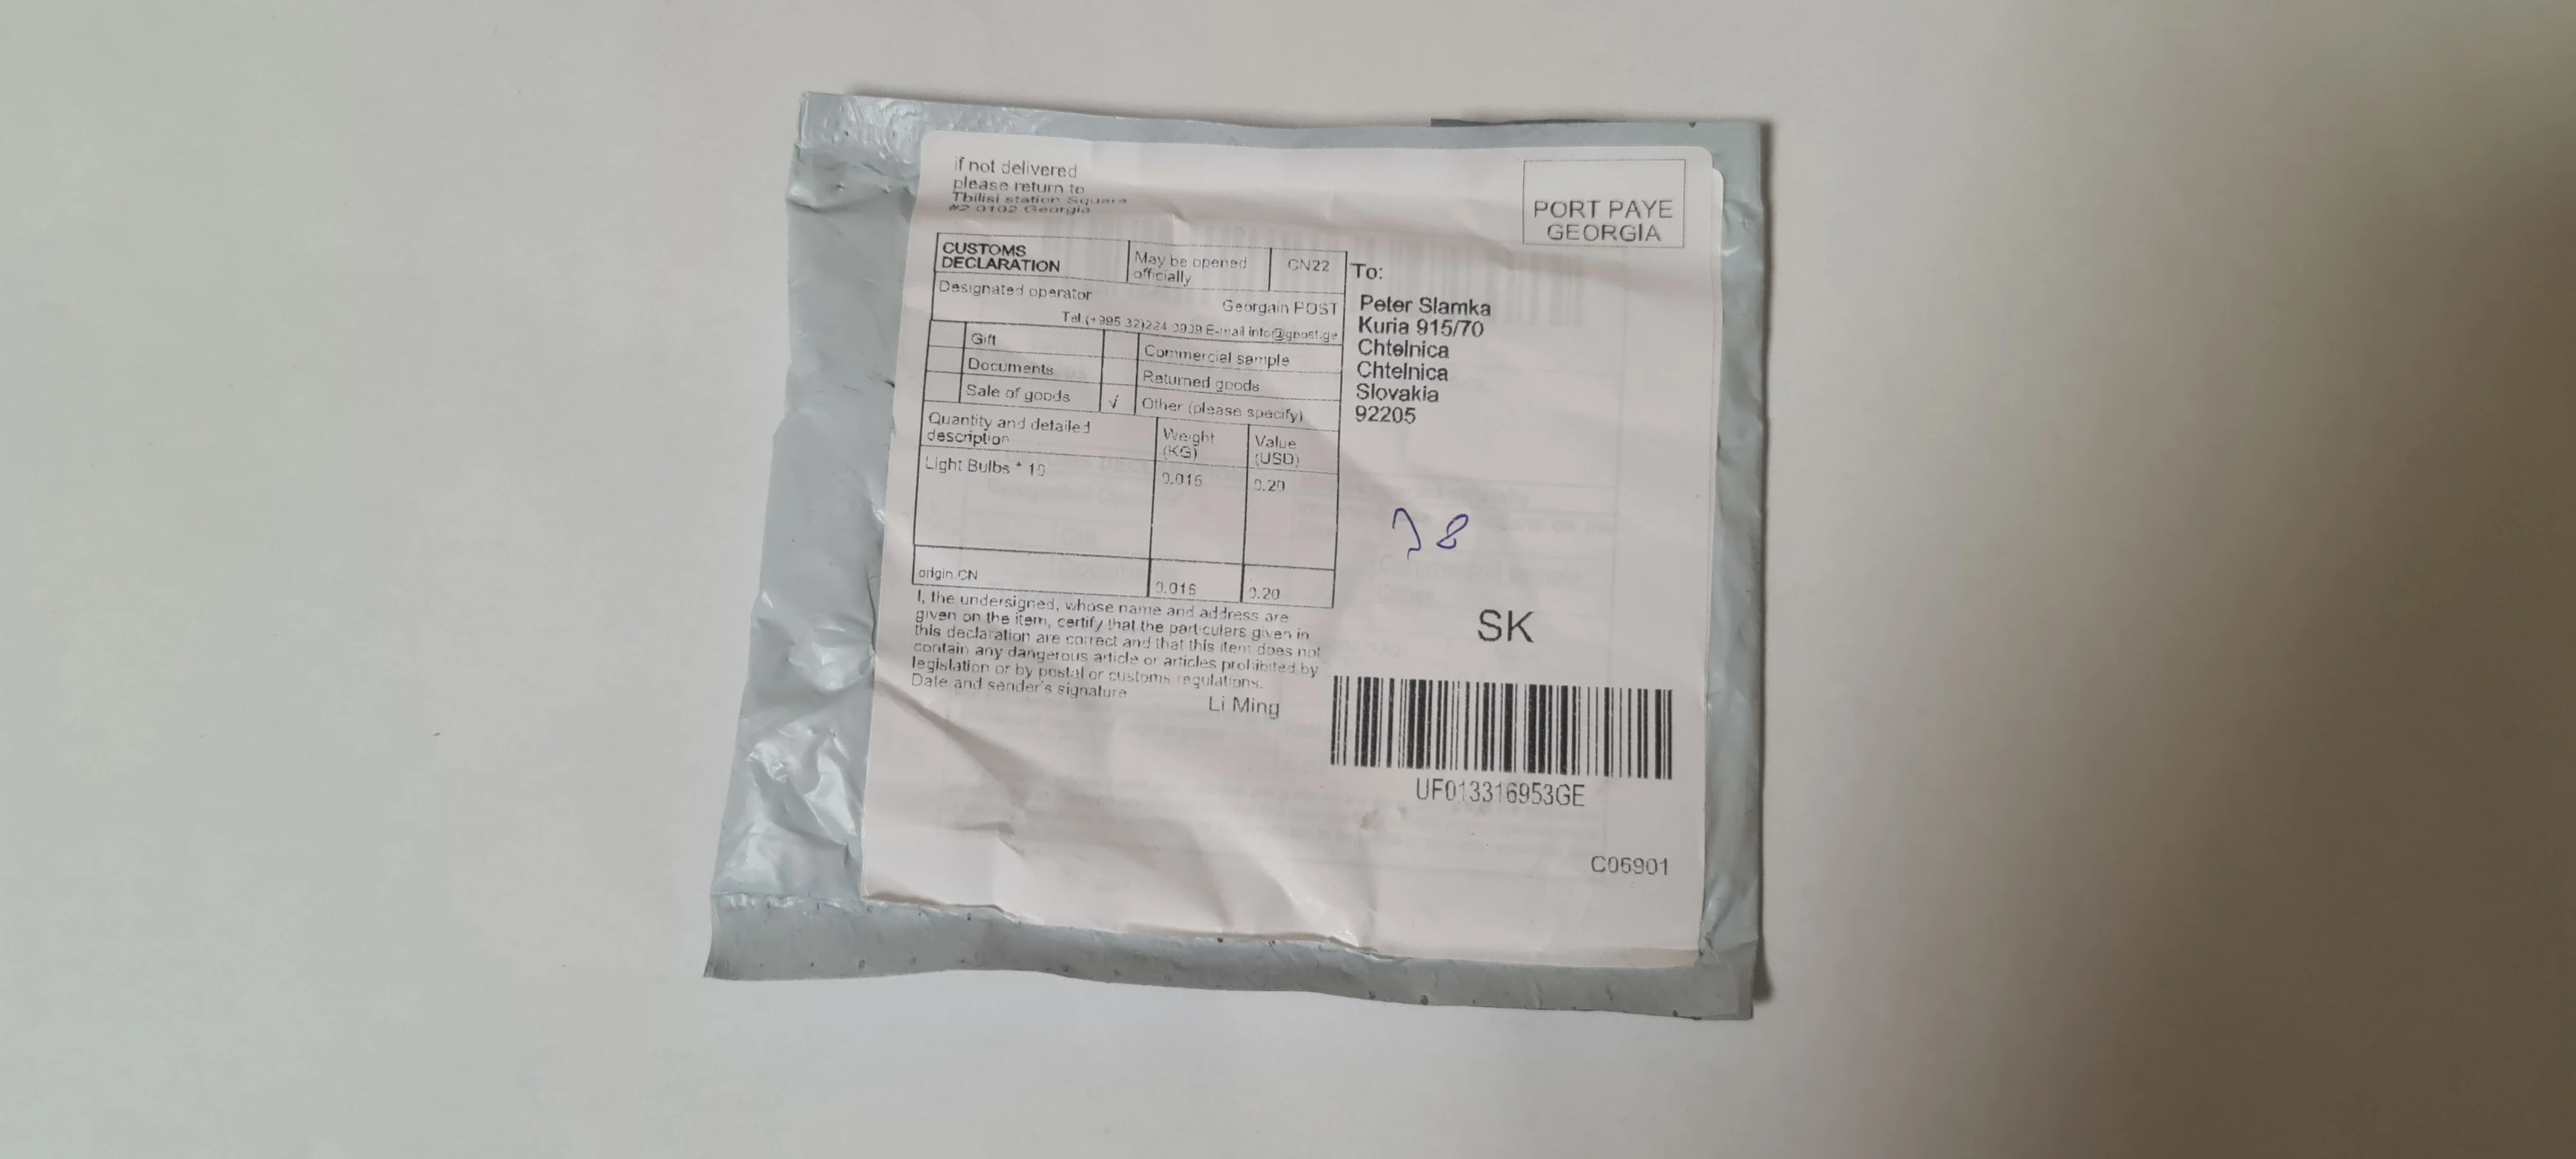 if not delivered
please return to
Tbilisi station Square
#2 0102 Georgia
PORT PAYE
GEORGIA
CUSTOMS
DECLARATION
May be opened
officially
CN22
Designated operator
Georgain POST
Tel.(+995 32)224 0909 E-mail info@gpost.ge
Gift
Commercial sample
Documents
Returned goods
Sale of goods
√
Other (please specify)
Quantity and detailed
description
Weight
(KG)
Value
(USD)
Light Bulbs * 10
0.016
0.20
origin:CN
0.016
0.20
I, the undersigned, whose name and address are
given on the item, certify that the particulars given in
this declaration are correct and that this item does not
contain any dangerous article or articles prohibited by
legislation or by postal or customs regulations.
Date and sender's signature
Li Ming
To:
Peter Slamka
Kuria 915/70
Chtelnica
Chtelnica
Slovakia
92205
SK
UF013316953GE
C06901